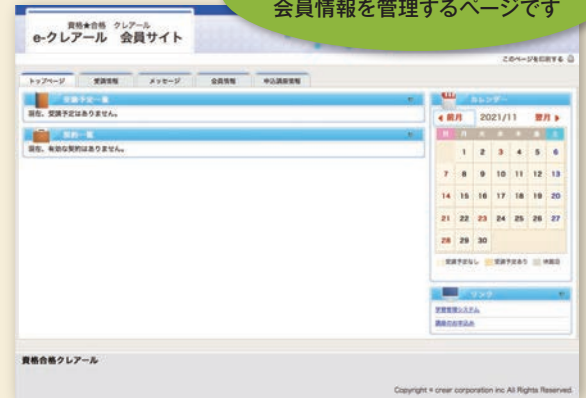 会員情報を管理するページです
資格★合格 クレアール
e-クレアール 会員サイト
このページを印刷する
トップページ 受講情報 メッセージ 会員情報 申込講座情報
受講予定一覧
現在、受講予定はありません。
契約一覧
現在、有効な契約はありません。
カレンダー
前月 2021/11 翌月
日 月 火 水 木 金 土
1 2 3 4 5 6
7 8 9 10 11 12 13
14 15 16 17 18 19 20
21 22 23 24 25 26 27
28 29 30
受講予定なし 受講予定あり 休館日
リンク
学習管理システム
講座のお申込み
資格合格クレアール
Copyright © crear corporation inc All Rights Reserved.